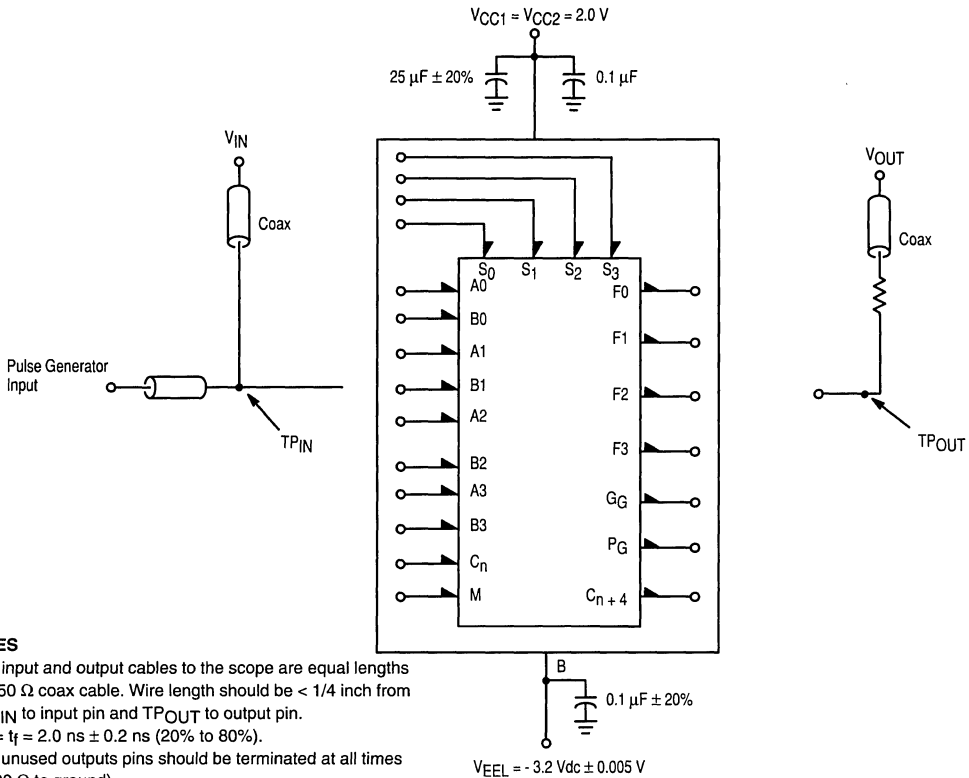 VCC1 = VCC2 = 2.0 V
25 µF ± 20%
0.1 µF
VIN
Coax
VOUT
Coax
S0 S1 S2 S3
A0
B0
A1
B1
A2
B2
A3
B3
Cn
M
F0
F1
F2
F3
GG
PG
Cn + 4
Pulse Generator
Input
TPIN
TPOUT
B
0.1 µF ± 20%
VEEL = - 3.2 Vdc ± 0.005 V
input and output cables to the scope are equal lengths
50 Ω coax cable. Wire length should be < 1/4 inch from
IN to input pin and TPOUT to output pin.
= tf = 2.0 ns ± 0.2 ns (20% to 80%).
unused outputs pins should be terminated at all times
Ω to ground)